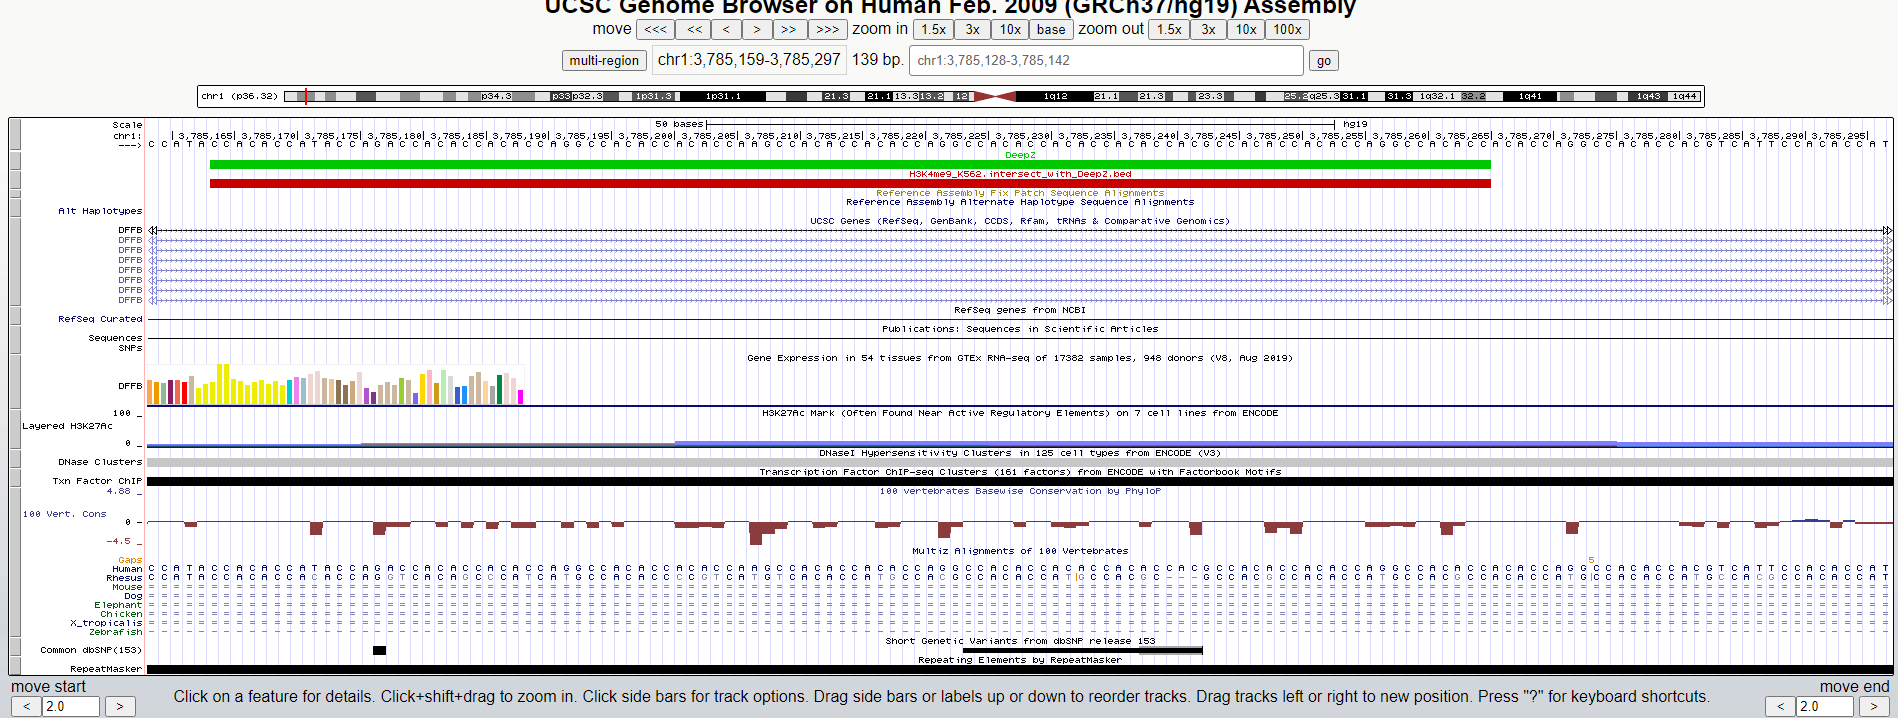 UCSC Genome Browser on Human Feb. 2009 (GRCh37/hg19) Assembly
move <<< << < > >> >>> zoom in 1.5x 3x 10x base zoom out 1.5x 3x 10x 100x
multi-region chr1:3,785,159-3,785,297 139 bp. chr1:3,785,128-3,785,142 go
chr1 (p36.32) p34.3 p33 p32.3 1p31.3 1p31.1 21.3 21.1 13.3 13.2 12 1q12 21.1 21.3 23.3 25.2 q25.3 31.1 31.3 1q32.1 32.2 1q41 1q43 1q44
Scale 50 bases hg19
chr1: 3,785,165 3,785,170 3,785,175 3,785,180 3,785,185 3,785,190 3,785,195 3,785,200 3,785,205 3,785,210 3,785,215 3,785,220 3,785,225 3,785,230 3,785,235 3,785,240 3,785,245 3,785,250 3,785,255 3,785,260 3,785,265 3,785,270 3,785,275 3,785,280 3,785,285 3,785,290 3,785,295
--->
DeepZ
H3K4me9_K562.intersect_with_DeepZ.bed
Reference Assembly Fix Patch Sequence Alignments
Reference Assembly Alternate Haplotype Sequence Alignments
Alt Haplotypes
UCSC Genes (RefSeq, GenBank, CCDS, Rfam, tRNAs & Comparative Genomics)
DFFB
DFFB
DFFB
DFFB
DFFB
DFFB
DFFB
DFFB
RefSeq genes from NCBI
RefSeq Curated
Publications: Sequences in Scientific Articles
Sequences
SNPs
Gene Expression in 54 tissues from GTEx RNA-seq of 17382 samples, 948 donors (V8, Aug 2019)
DFFB
H3K27Ac Mark (Often Found Near Active Regulatory Elements) on 7 cell lines from ENCODE
100 _
Layered H3K27Ac
0 _
DNaseI Hypersensitivity Clusters in 125 cell types from ENCODE (V3)
DNase Clusters
Transcription Factor ChIP-seq Clusters (161 factors) from ENCODE with Factorbook Motifs
Txn Factor ChIP
100 vertebrates Basewise Conservation by PhyloP
4.88 _
100 Vert. Cons
0 -
-4.5 _
Multiz Alignments of 100 Vertebrates
Gaps 5
Human
Rhesus
Mouse
Dog
Elephant
Chicken
X_tropicalis
Zebrafish
Short Genetic Variants from dbSNP release 153
Common dbSNP(153)
Repeating Elements by RepeatMasker
RepeatMasker
move start
< 2.0 >
Click on a feature for details. Click+shift+drag to zoom in. Click side bars for track options. Drag side bars or labels up or down to reorder tracks. Drag tracks left or right to new position. Press "?" for keyboard shortcuts.
move end
< 2.0 >